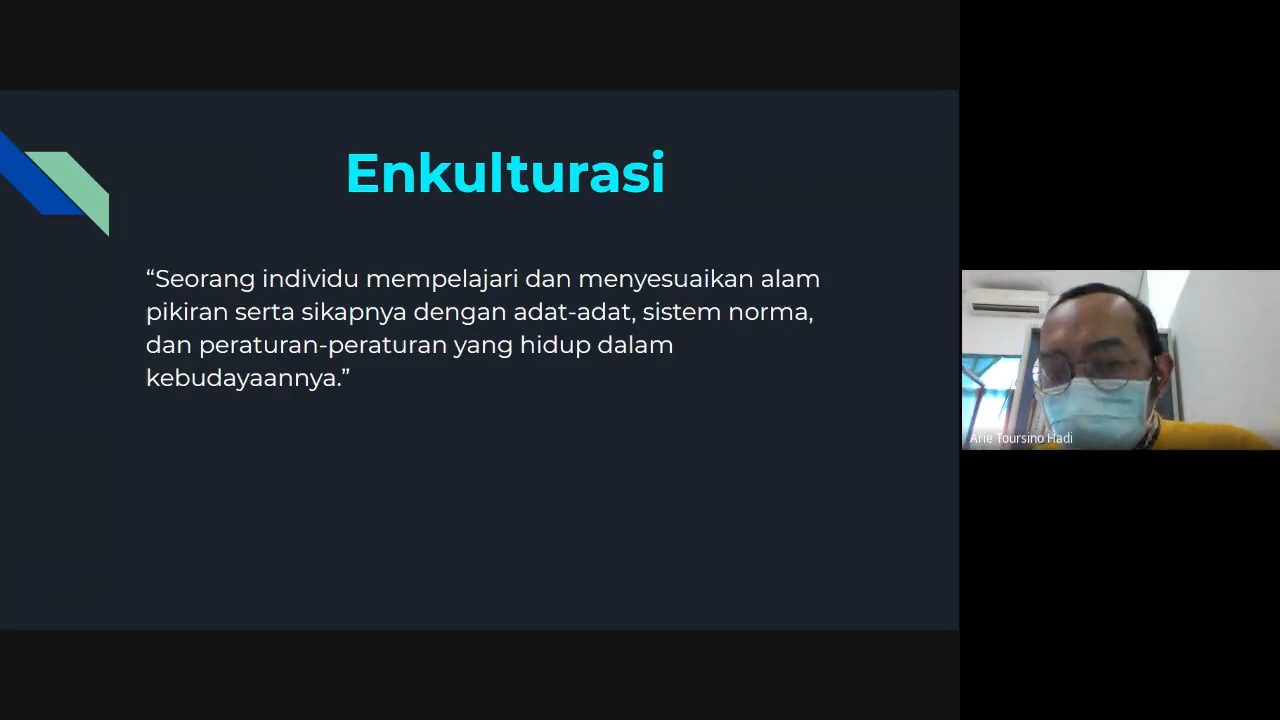 Enkulturasi
“Seorang individu mempelajari dan menyesuaikan alam
pikiran serta sikapnya dengan adat-adat, sistem norma,
dan peraturan-peraturan yang hidup dalam
kebudayaannya.”
Arie Toursino Hadi